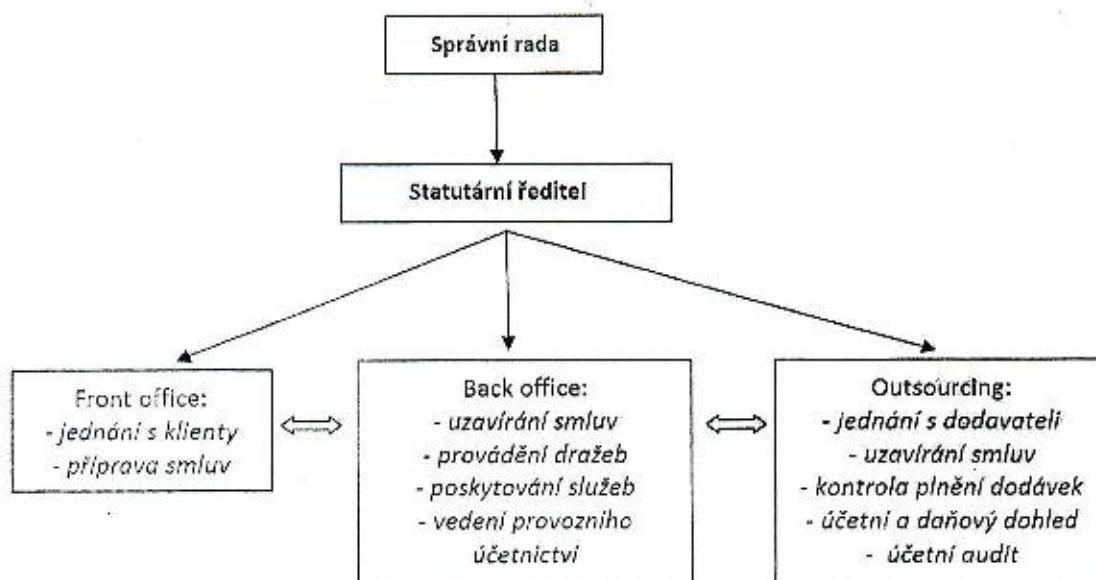 Správní rada
Statutární ředitel
Front office:
- jednání s klienty
- příprava smluv
Back office:
- uzavírání smluv
- provádění dražeb
- poskytování služeb
- vedení provozního
účetnictví
Outsourcing:
- jednání s dodavateli
- uzavírání smluv
- kontrola plnění dodávek
- účetní a daňový dohled
- účetní audit